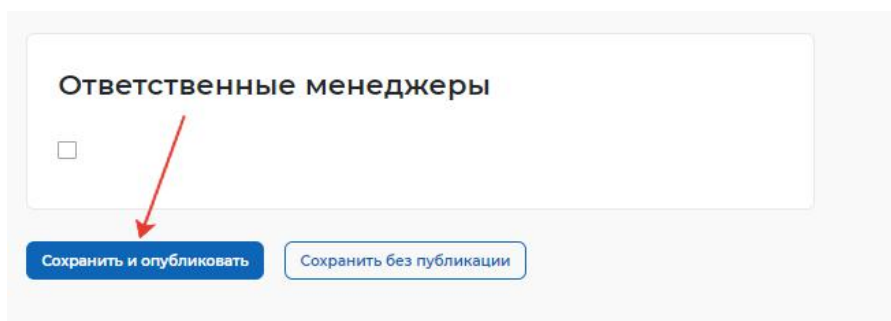 Ответственные менеджеры
Сохранить и опубликовать Сохранить без публикации